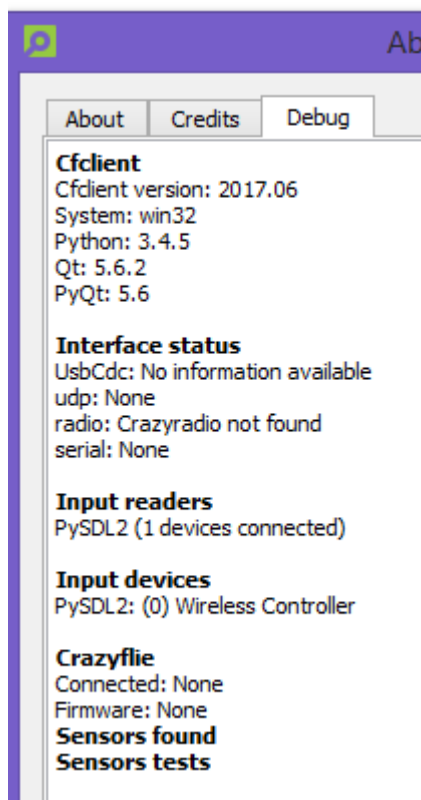 Ab
About Credits Debug
Cfclient
Cfclient version: 2017.06
System: win32
Python: 3.4.5
Qt: 5.6.2
PyQt: 5.6
Interface status
UsbCdc: No information available
udp: None
radio: Crazyradio not found
serial: None
Input readers
PySDL2 (1 devices connected)
Input devices
PySDL2: (0) Wireless Controller
Crazyflie
Connected: None
Firmware: None
Sensors found
Sensors tests